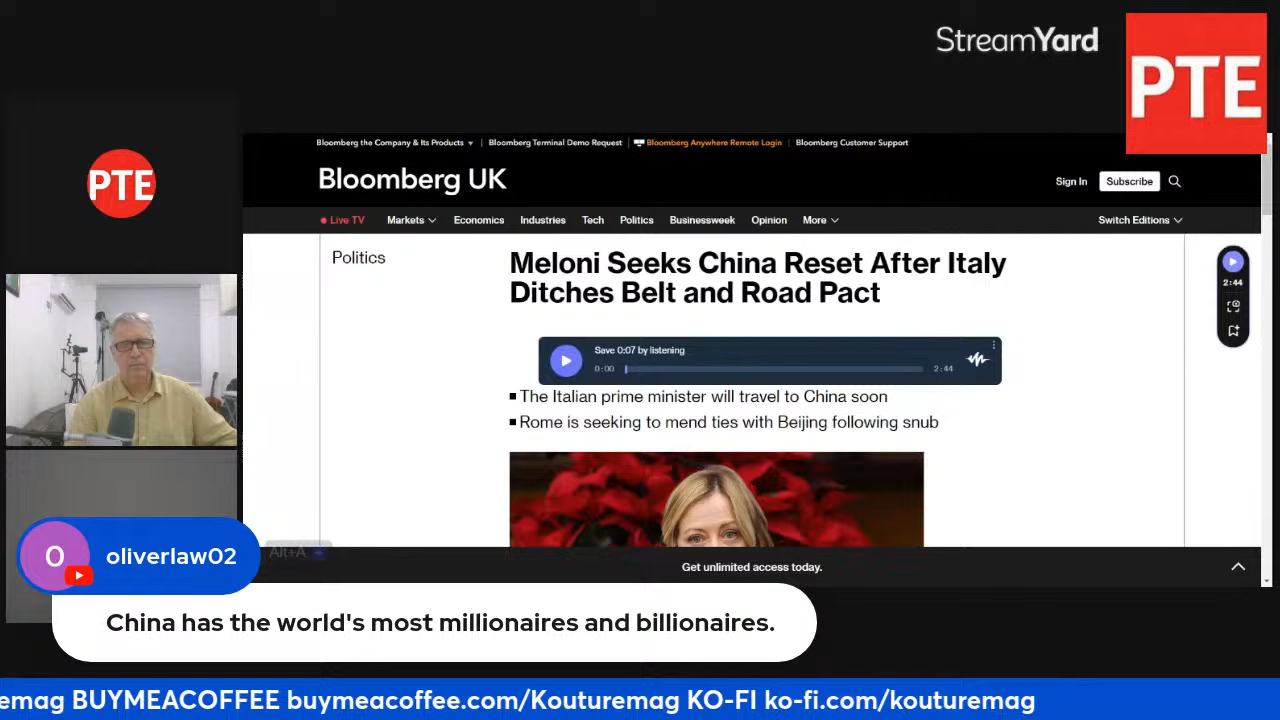 StreamYard
PTE
PTE
Bloomberg the Company & Its Products | Bloomberg Terminal Demo Request | Bloomberg Anywhere Remote Login | Bloomberg Customer Support
Bloomberg UK
Sign In Subscribe
Live TV Markets Economics Industries Tech Politics Businessweek Opinion More Switch Editions
Politics
Meloni Seeks China Reset After Italy
Ditches Belt and Road Pact
2:44
Save 0:07 by listening
0:00 2:44
The Italian prime minister will travel to China soon
Rome is seeking to mend ties with Beijing following snub
Alt+A
Get unlimited access today.
O oliverlaw02
China has the world's most millionaires and billionaires.
emag BUYMEACOFFEE buymeacoffee.com/Kouturemag KO-FI ko-fi.com/kouturemag